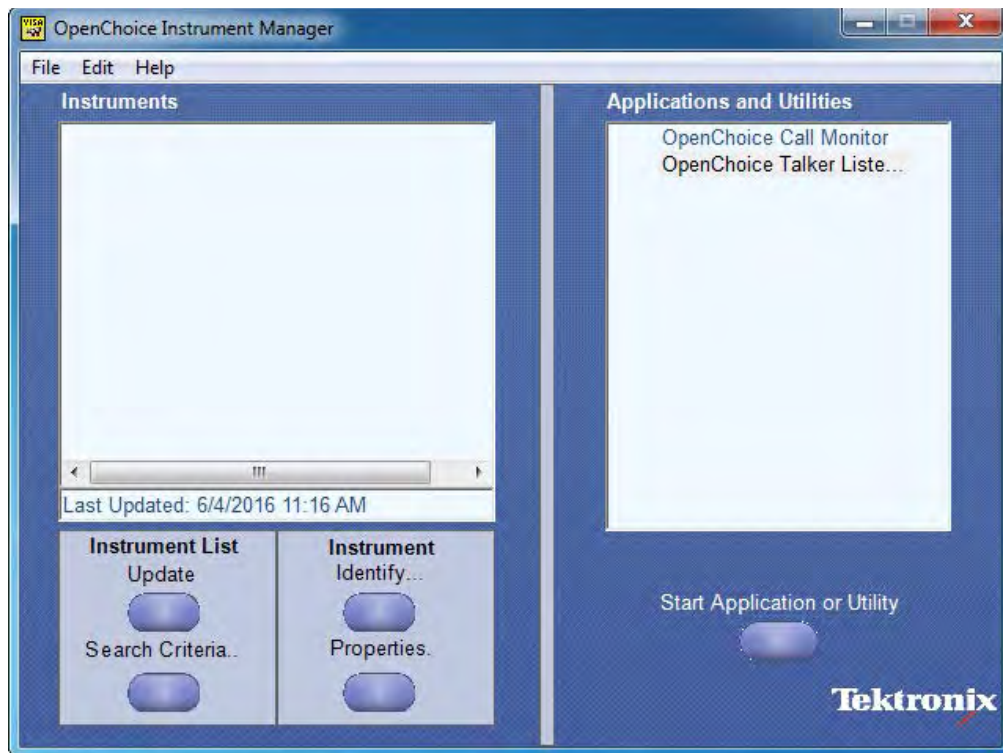 VISA
OpenChoice Instrument Manager
File Edit Help
Instruments
Last Updated: 6/4/2016 11:16 AM
Instrument List
Update
Search Criteria..
Instrument
Identify...
Properties.
Applications and Utilities
OpenChoice Call Monitor
OpenChoice Talker Liste...
Start Application or Utility
Tektronix